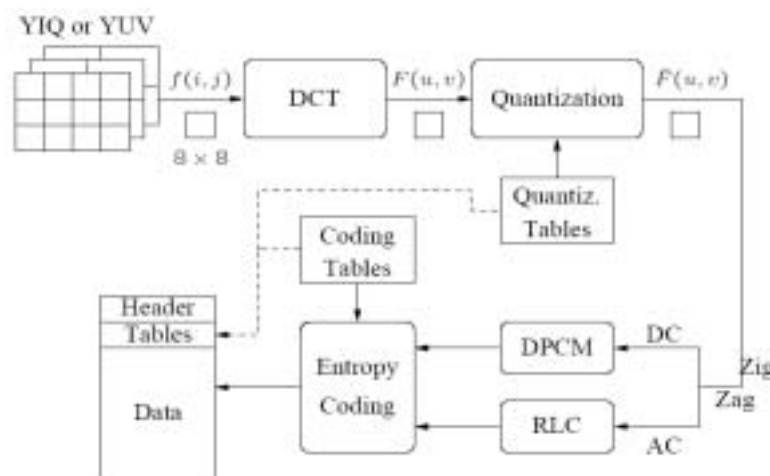 YIQ or YUV
f(i, j)
8 × 8
DCT
F(u, v)
Quantization
F(u, v)
Quantiz.
Tables
Coding
Tables
Header
Tables
Data
Entropy
Coding
DPCM
RLC
DC
AC
Zig
Zag